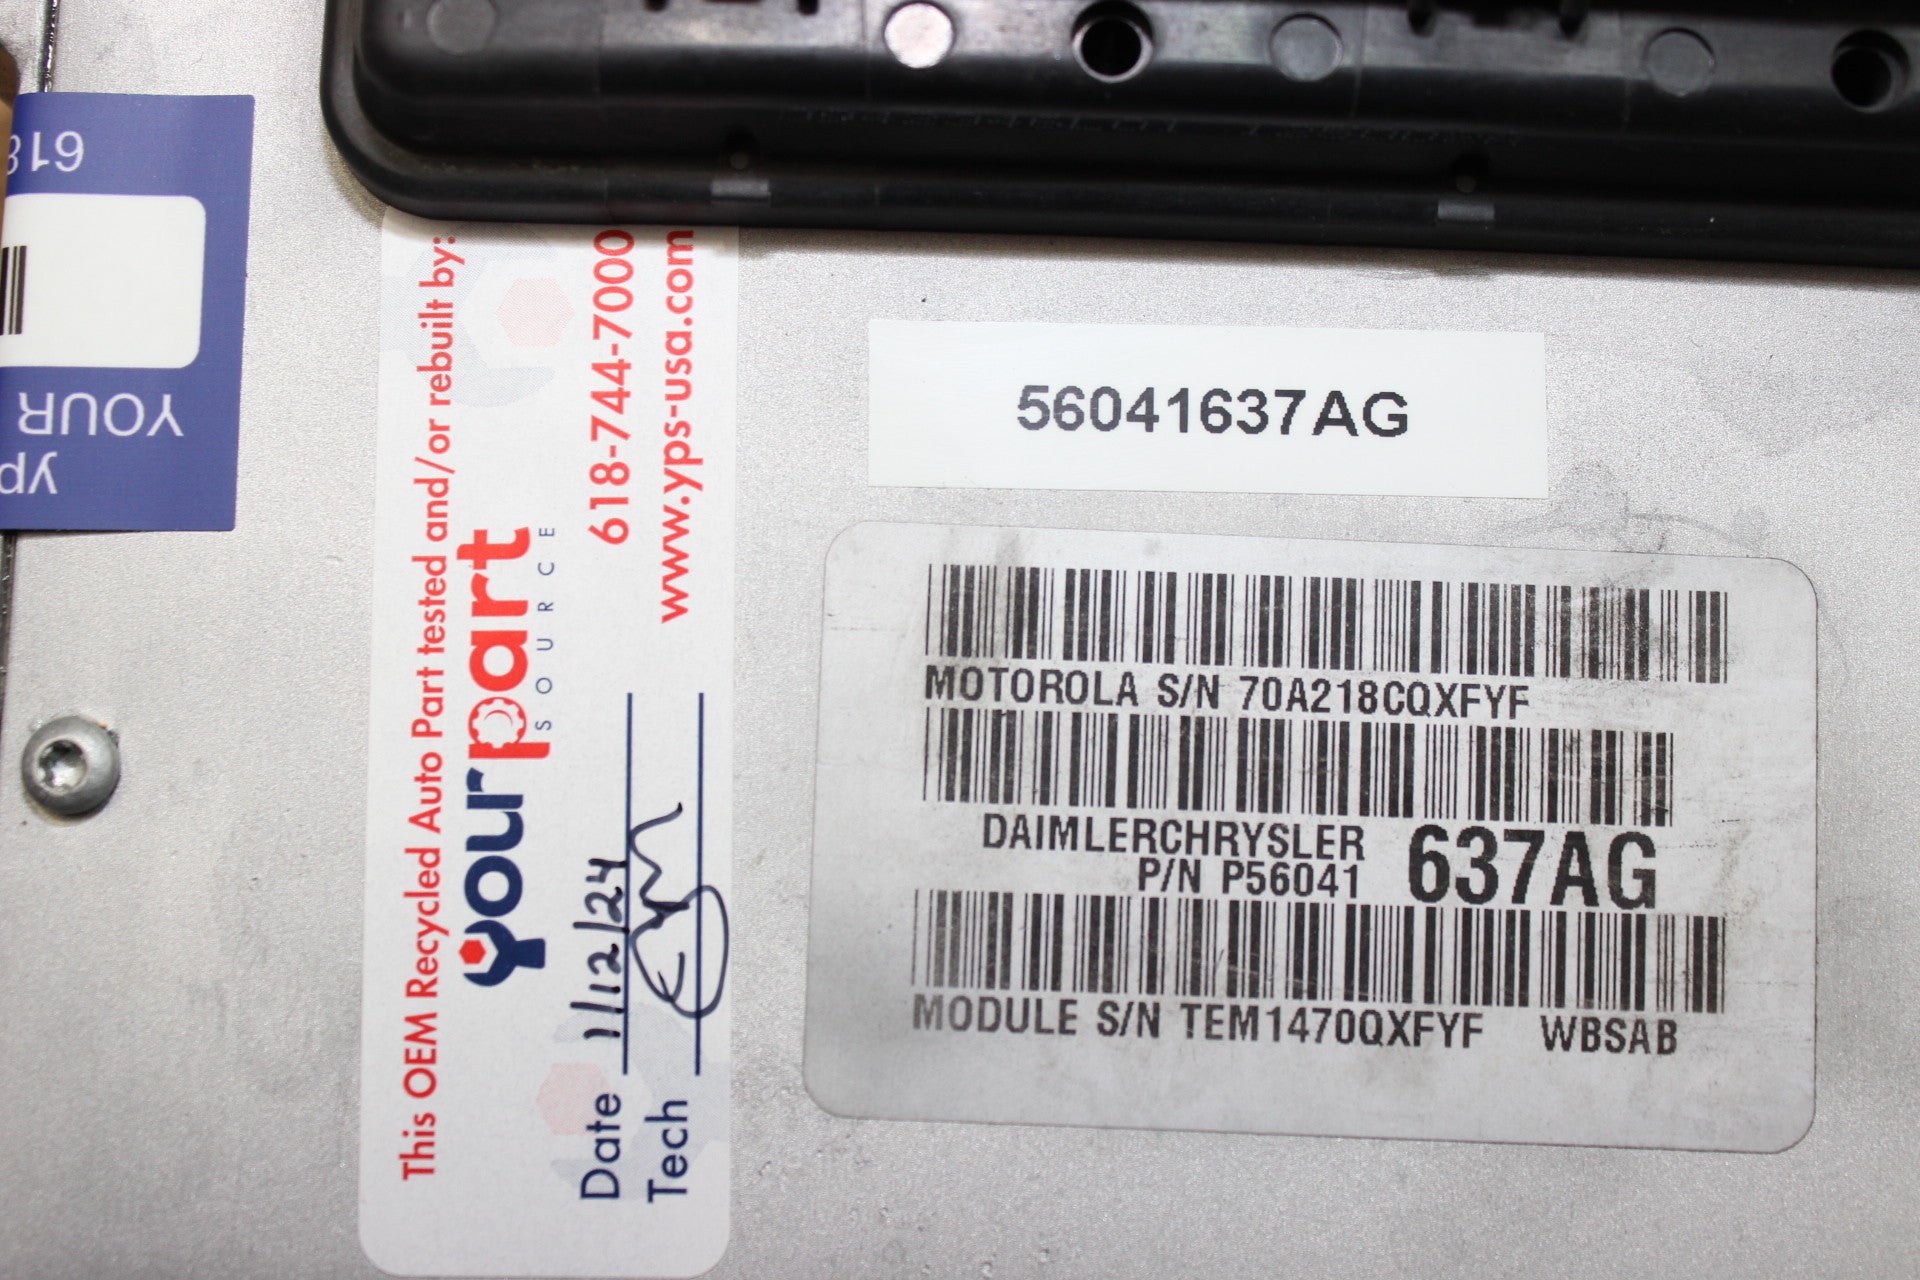 618
YOUR
yp
This OEM Recycled Auto Part tested and/or rebuilt by:
yourpart
SOURCE
618-744-7000
www.yps-usa.com
Date 1/12/24
Tech
56041637AG
MOTOROLA S/N 70A218CQXFYF
DAIMLERCHRYSLER
P/N P56041 637AG
MODULE S/N TEM1470QXFYF WBSAB